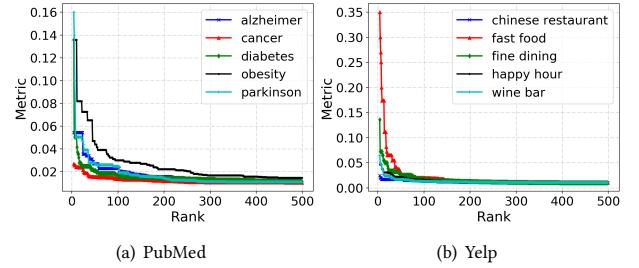 Metric
0.16
0.14
0.12
0.10
0.08
0.06
0.04
0.02
0
100
200
300
400
500
Rank
alzheimer
cancer
diabetes
obesity
parkinson
(a) PubMed
Metric
0.35
0.30
0.25
0.20
0.15
0.10
0.05
0.00
0
100
200
300
400
500
Rank
chinese restaurant
fast food
fine dining
happy hour
wine bar
(b) Yelp